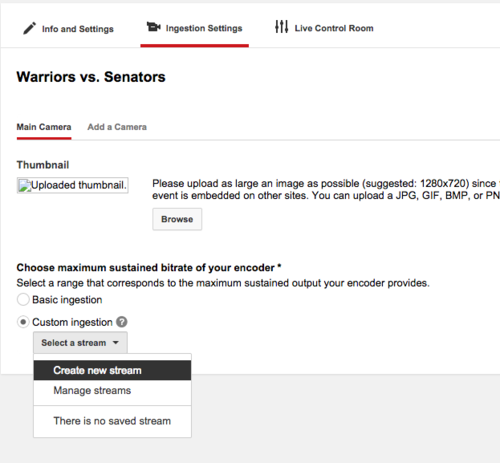 Info and Settings
Ingestion Settings
Live Control Room
Warriors vs. Senators
Main Camera
Add a Camera
Thumbnail
Uploaded thumbnail.
Please upload as large an image as possible (suggested: 1280x720) since
event is embedded on other sites. You can upload a JPG, GIF, BMP, or PN
Browse
Choose maximum sustained bitrate of your encoder *
Select a range that corresponds to the maximum sustained output your encoder provides.
Basic ingestion
Custom ingestion ?
Select a stream
Create new stream
Manage streams
There is no saved stream